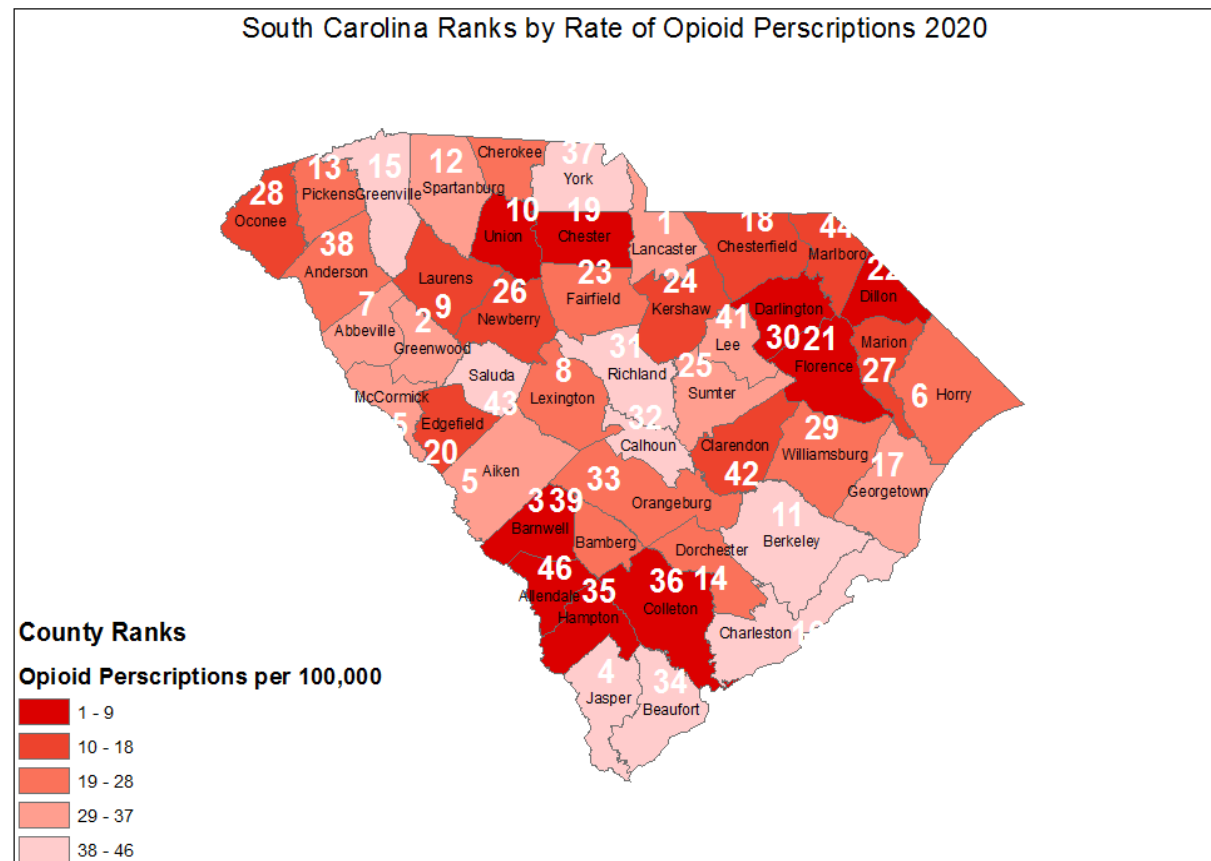 South Carolina Ranks by Rate of Opioid Perscriptions 2020
Cherokee
37
York
12
Spartanburg
15
Greenville
13
Pickens
28
Oconee
10
Union
19
Chester
1
Lancaster
18
Chesterfield
44
Marlboro
22
Dillon
38
Anderson
Laurens
9
26
Newberry
23
Fairfield
24
Kershaw
Darlington
30
21
Florence
41
Lee
Marion
27
7
Abbeville
2
Greenwood
Saluda
43
8
Lexington
31
Richland
25
Sumter
6
Horry
McCormick
5
Edgefield
20
32
Calhoun
Clarendon
42
29
Williamsburg
17
Georgetown
5
Aiken
33
Orangeburg
3
39
Barnwell
Bamberg
11
Berkeley
Dorchester
14
46
Allendale
35
Hampton
36
Colleton
Charleston
4
Jasper
34
Beaufort
County Ranks
Opioid Perscriptions per 100,000
1 - 9
10 - 18
19 - 28
29 - 37
38 - 46